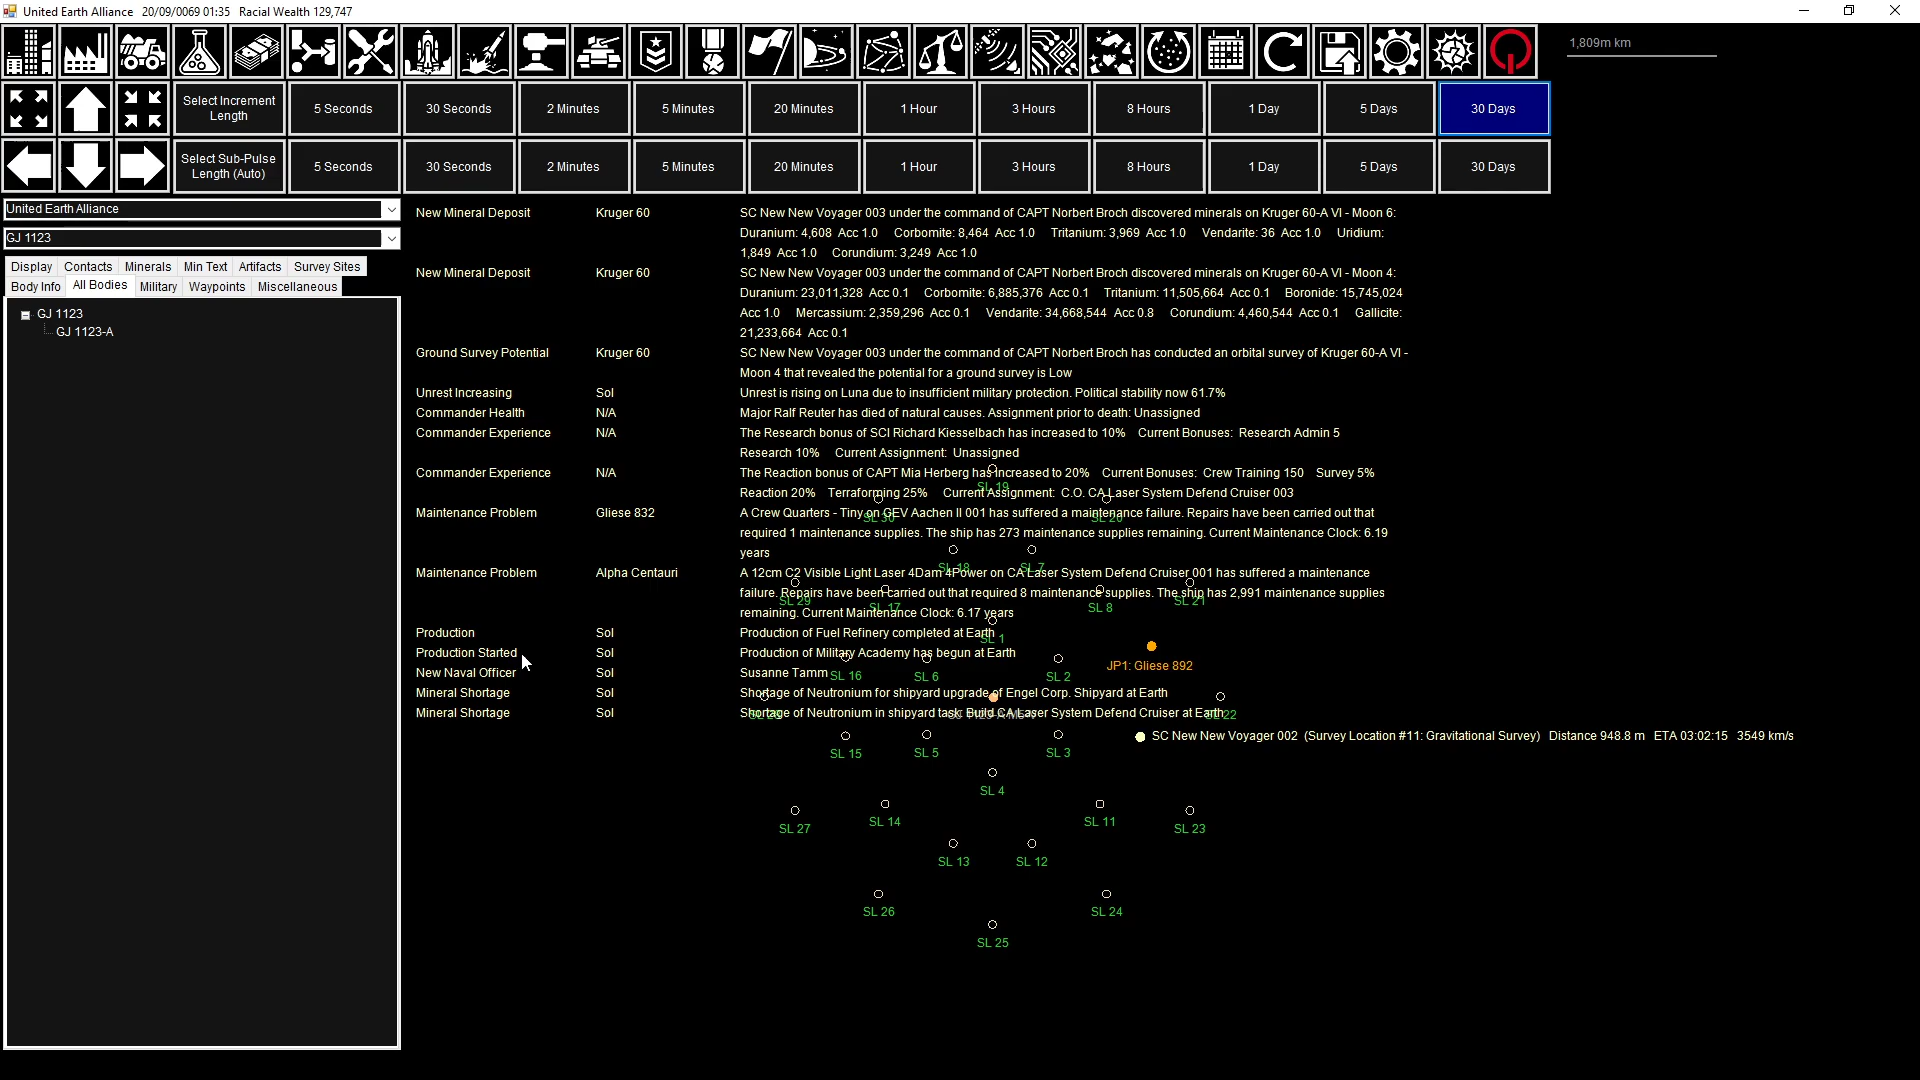 United Earth Alliance   20/09/0069 01:35   Racial Wealth 129,747
1,809m km
Select Increment Length
5 Seconds
30 Seconds
2 Minutes
5 Minutes
20 Minutes
1 Hour
3 Hours
8 Hours
1 Day
5 Days
30 Days
Select Sub-Pulse Length (Auto)
5 Seconds
30 Seconds
2 Minutes
5 Minutes
20 Minutes
1 Hour
3 Hours
8 Hours
1 Day
5 Days
30 Days
United Earth Alliance
GJ 1123
Display Contacts Minerals Min Text Artifacts Survey Sites
Body Info All Bodies Military Waypoints Miscellaneous
GJ 1123
GJ 1123-A
New Mineral Deposit Kruger 60 SC New New Voyager 003 under the command of CAPT Norbert Broch discovered minerals on Kruger 60-A VI - Moon 6:
Duranium: 4,608 Acc 1.0 Corbomite: 8,464 Acc 1.0 Tritanium: 3,969 Acc 1.0 Vendarite: 36 Acc 1.0 Uridium:
1,849 Acc 1.0 Corundium: 3,249 Acc 1.0
New Mineral Deposit Kruger 60 SC New New Voyager 003 under the command of CAPT Norbert Broch discovered minerals on Kruger 60-A VI - Moon 4:
Duranium: 23,011,328 Acc 0.1 Corbomite: 6,885,376 Acc 0.1 Tritanium: 11,505,664 Acc 0.1 Boronide: 15,745,024
Acc 1.0 Mercassium: 2,359,296 Acc 0.1 Vendarite: 34,668,544 Acc 0.8 Corundium: 4,460,544 Acc 0.1 Gallicite:
21,233,664 Acc 0.1
Ground Survey Potential Kruger 60 SC New New Voyager 003 under the command of CAPT Norbert Broch has conducted an orbital survey of Kruger 60-A VI -
Moon 4 that revealed the potential for a ground survey is Low
Unrest Increasing Sol Unrest is rising on Luna due to insufficient military protection. Political stability now 61.7%
Commander Health N/A Major Ralf Reuter has died of natural causes. Assignment prior to death: Unassigned
Commander Experience N/A The Research bonus of SCI Richard Kiesselbach has increased to 10% Current Bonuses: Research Admin 5
Research 10% Current Assignment: Unassigned
Commander Experience N/A The Reaction bonus of CAPT Mia Herberg has increased to 20% Current Bonuses: Crew Training 150 Survey 5%
Reaction 20% Terraforming 25% Current Assignment: C.O. CA Laser System Defend Cruiser 003
Maintenance Problem Gliese 832 A Crew Quarters - Tiny on GEV Aachen II 001 has suffered a maintenance failure. Repairs have been carried out that
required 1 maintenance supplies. The ship has 273 maintenance supplies remaining. Current Maintenance Clock: 6.19
years
Maintenance Problem Alpha Centauri A 12cm C2 Visible Light Laser 4Dam 4Power on CA Laser System Defend Cruiser 001 has suffered a maintenance
failure. Repairs have been carried out that required 8 maintenance supplies. The ship has 2,991 maintenance supplies
remaining. Current Maintenance Clock: 6.17 years
Production Sol Production of Fuel Refinery completed at Earth
Production Started Sol Production of Military Academy has begun at Earth
New Naval Officer Sol Susanne Tamm
Mineral Shortage Sol Shortage of Neutronium for shipyard upgrade of Engel Corp. Shipyard at Earth
Mineral Shortage Sol Shortage of Neutronium in shipyard task: Build CA Laser System Defend Cruiser at Earth
SL 19
SL 30
SL 20
SL 18
SL 7
SL 29
SL 17
SL 8
SL 21
SL 1
JP1: Gliese 892
SL 16
SL 6
SL 2
SL 22
SC New New Voyager 002 (Survey Location #11: Gravitational Survey) Distance 948.8 m ETA 03:02:15 3549 km/s
SL 15
SL 5
SL 3
SL 4
SL 27
SL 14
SL 11
SL 23
SL 13
SL 12
SL 26
SL 24
SL 25